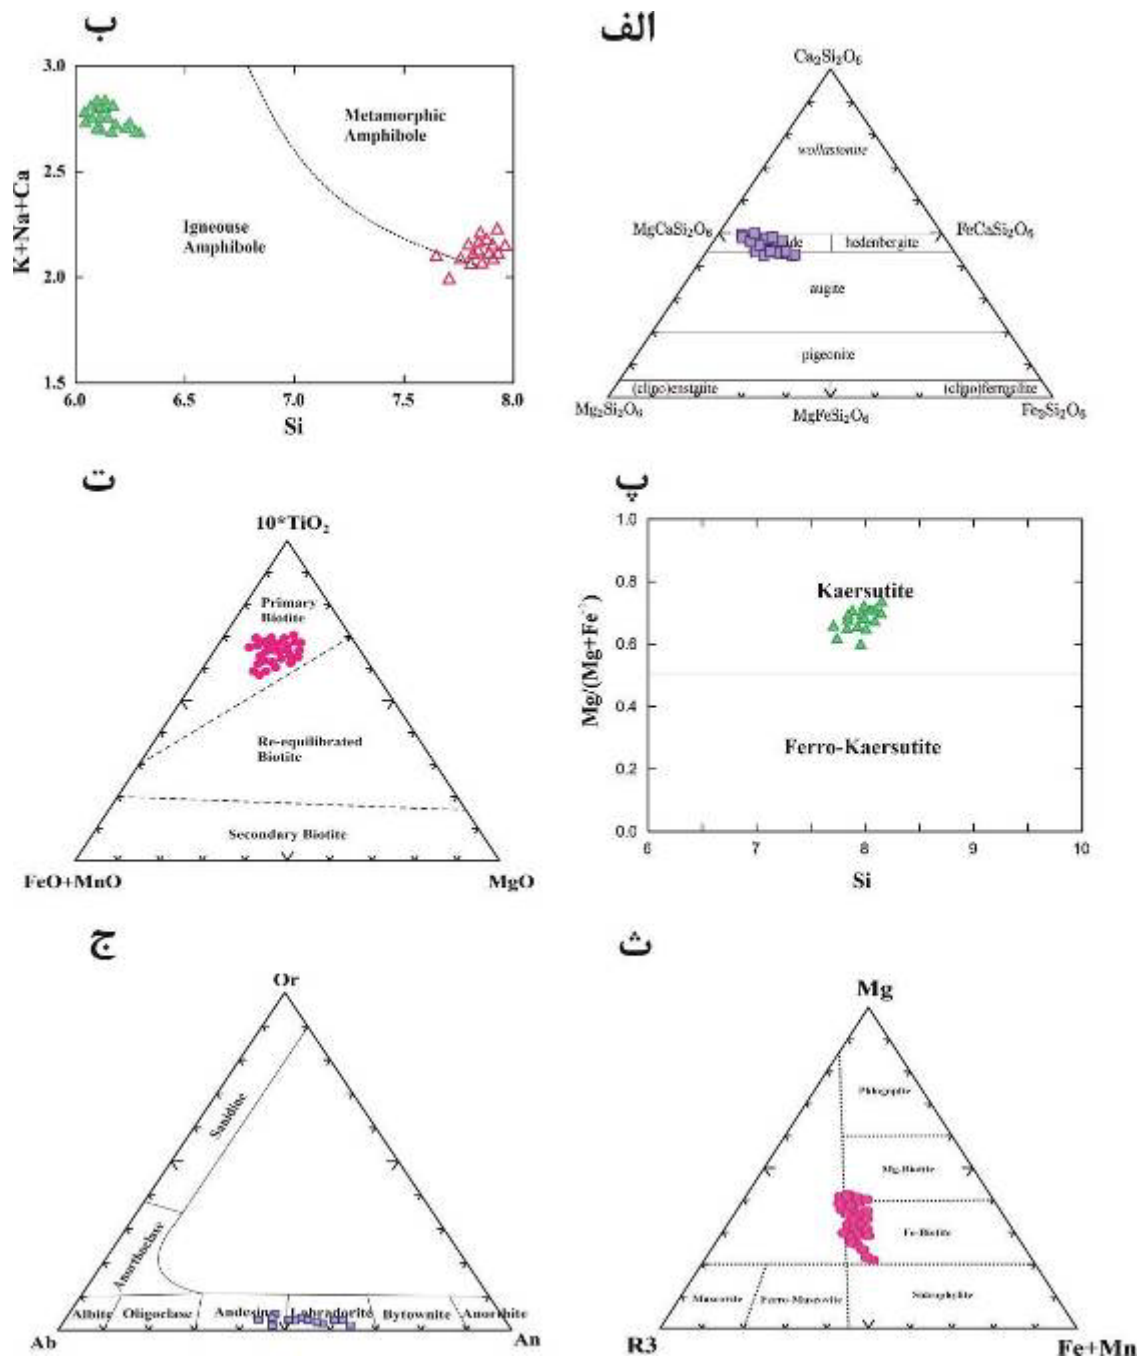 ب
3.0
2.5
2.0
1.5
K+Na+Ca
Metamorphic
Amphibole
Igneouse
Amphibole
6.0 6.5 7.0 7.5 8.0
Si
الف
Ca₂Si₂O₆
wollastonite
MgCaSi₂O₆
FeCaSi₂O₆
hedenbergite
augite
pigeonite
(clino)enstatite
(clino)ferrosilite
Mg₂Si₂O₆
MgFeSi₂O₆
Fe₂Si₂O₆
ت
10*TiO₂
Primary
Biotite
Re-equilibrated
Biotite
Secondary Biotite
FeO+MnO
MgO
پ
1.0
0.8
0.6
0.4
0.2
0.0
Kaersutite
Ferro-Kaersutite
6 7 8 9 10
Si
ج
Or
Sanidine
Anorthoclase
Albite Oligoclase Andesine Labradorite Bytownite Anorthite
Ab
An
ث
Mg
Phlogopite
Mg-Biotite
Fe-Biotite
Muscovite
Ferro-Muscovite
Siderophylite
R3
Fe+Mn